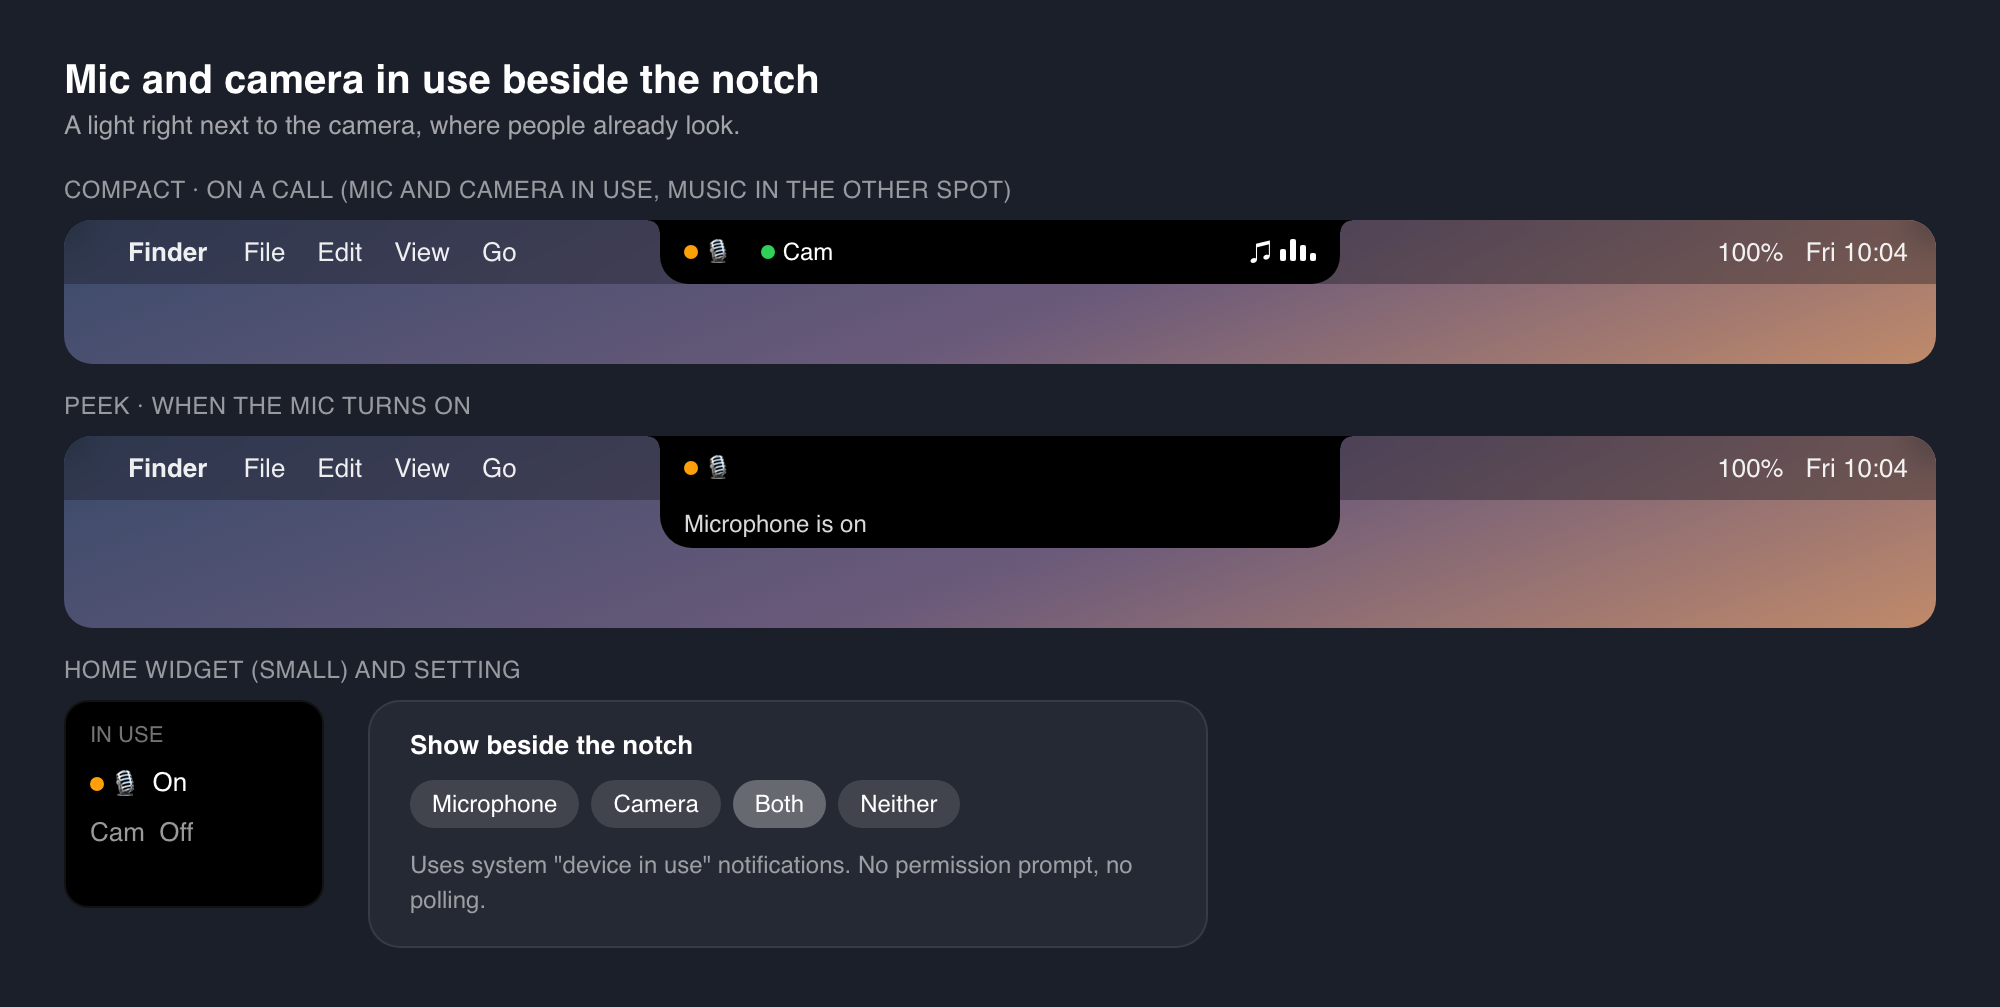 Mic and camera in use beside the notch
A light right next to the camera, where people already look.
COMPACT · ON A CALL (MIC AND CAMERA IN USE, MUSIC IN THE OTHER SPOT)
Finder File Edit View Go Cam 100% Fri 10:04
PEEK · WHEN THE MIC TURNS ON
Finder File Edit View Go 100% Fri 10:04
Microphone is on
HOME WIDGET (SMALL) AND SETTING
IN USE
On
Cam Off
Show beside the notch
Microphone Camera Both Neither
Uses system "device in use" notifications. No permission prompt, no
polling.